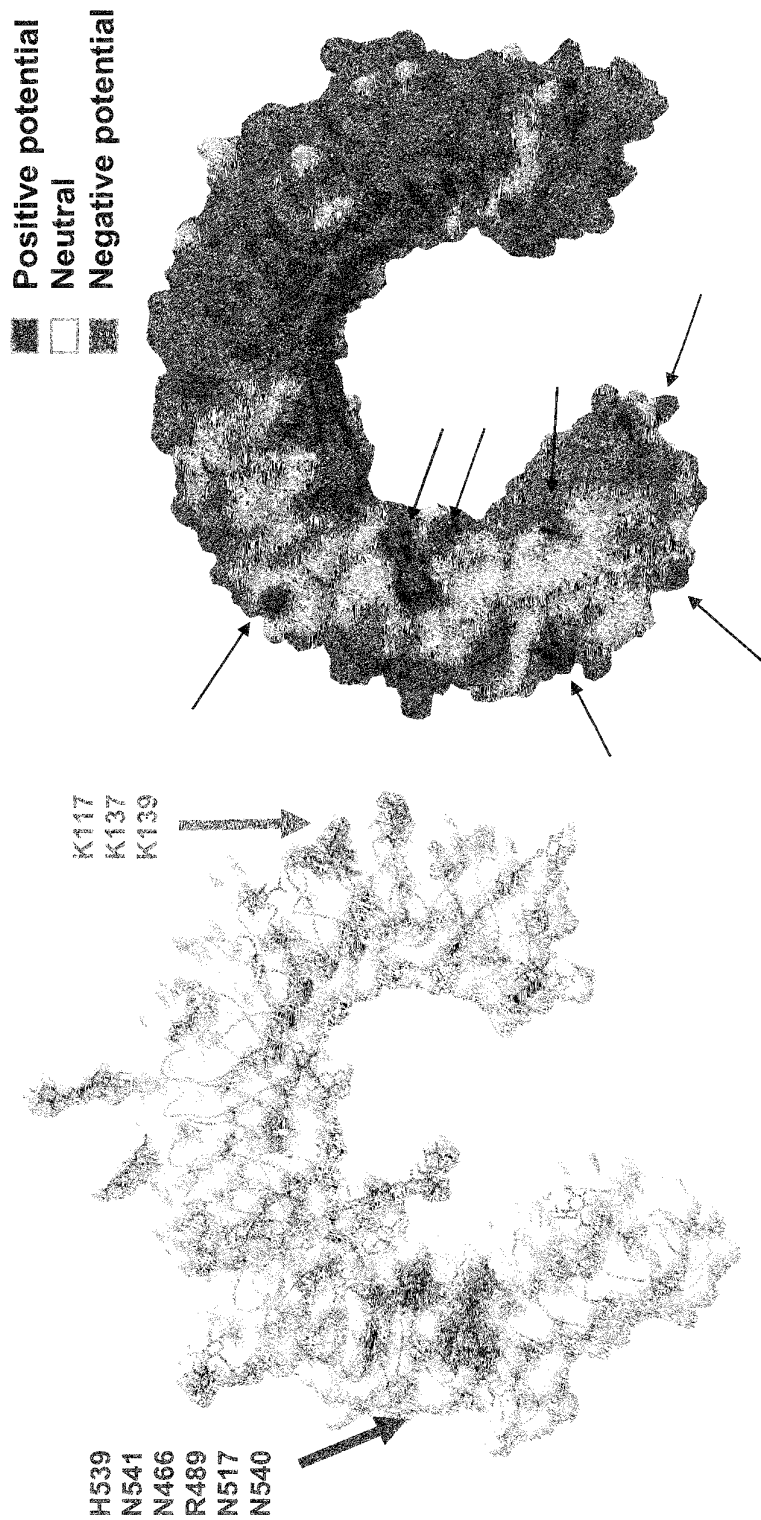 Positive potential
Neutral
Negative potential
K117
K137
K139
H539
N541
N466
R489
N517
N540